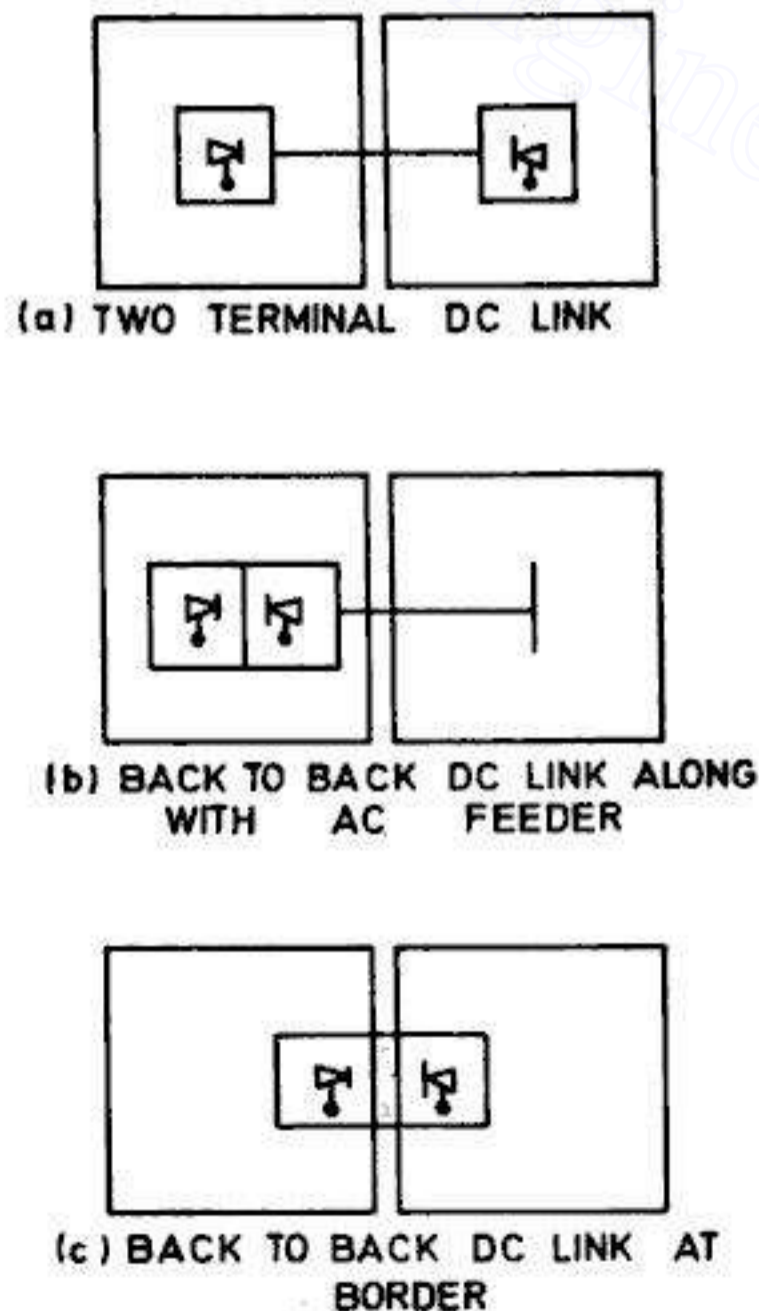 (a) TWO TERMINAL DC LINK
(b) BACK TO BACK DC LINK ALONG
WITH AC FEEDER
(c) BACK TO BACK DC LINK AT
BORDER